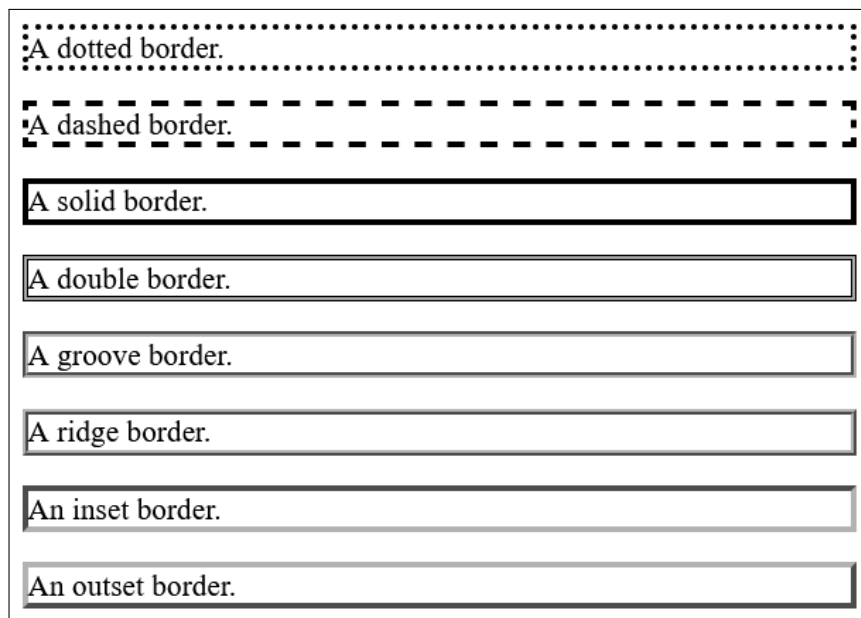 A dotted border.
A dashed border.
A solid border.
A double border.
A groove border.
A ridge border.
An inset border.
An outset border.